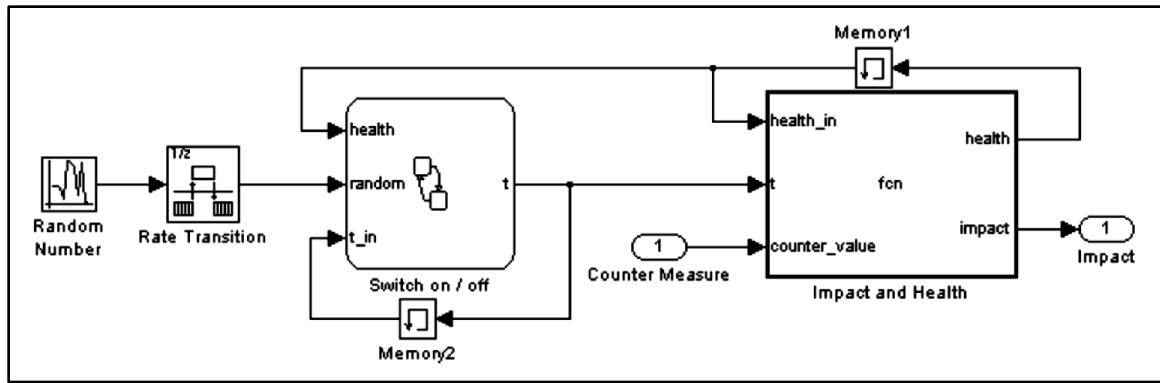 Memory1
health
random
t_in
t
Switch on / off
Memory2
Random
Number
1/z
Rate Transition
health_in
t
counter_value
fcn
health
impact
Impact and Health
1
Counter Measure
1
Impact